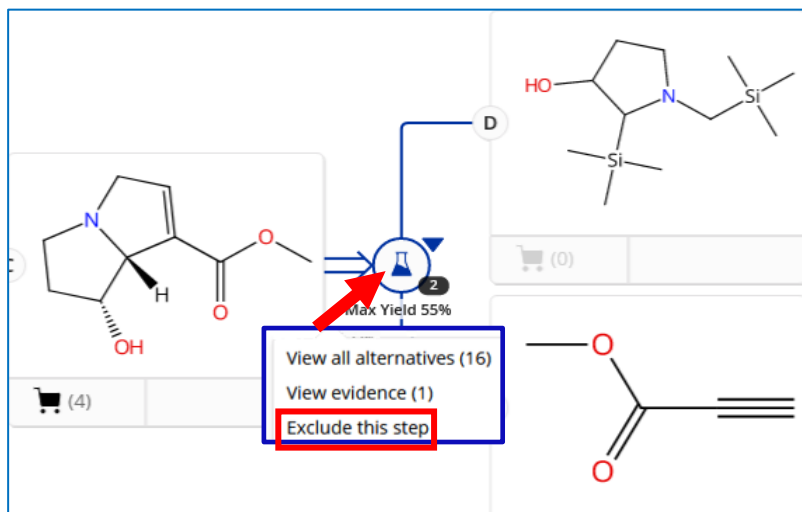 HO
N
Si
Si
D
(0)
N
O
O
H
OH
(4)
2
Max Yield 55%
View all alternatives (16)
View evidence (1)
Exclude this step
O
O